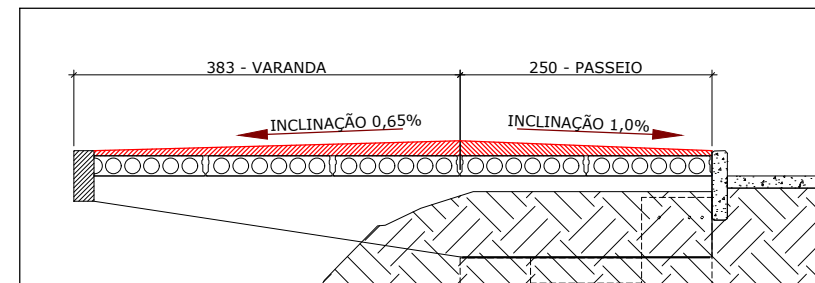 383 - VARANDA
250 - PASSEIO
INCLINAÇÃO 0,65%
INCLINAÇÃO 1,0%